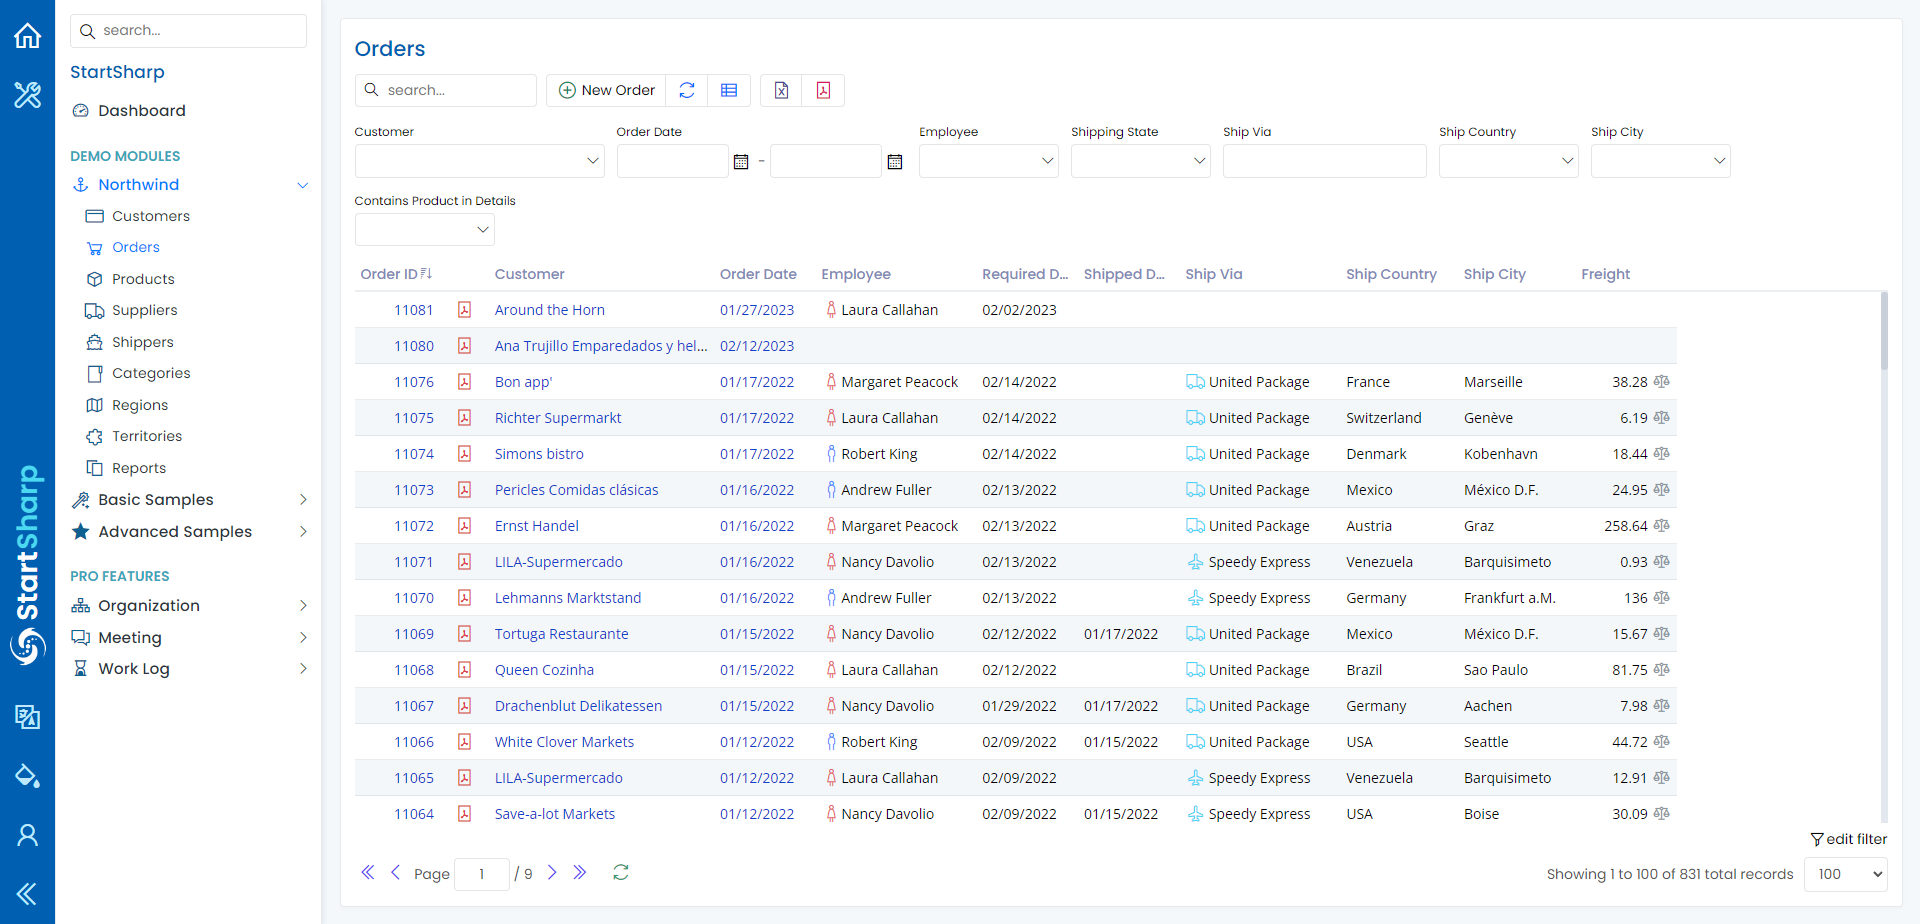 search...
StartSharp
Dashboard
DEMO MODULES
Northwind
Customers
Orders
Products
Suppliers
Shippers
Categories
Regions
Territories
Reports
Basic Samples
Advanced Samples
PRO FEATURES
Organization
Meeting
Work Log
StartSharp
Orders
search... New Order
Customer Order Date Employee Shipping State Ship Via Ship Country Ship City
-
Contains Product in Details
Order ID Customer Order Date Employee Required D... Shipped D... Ship Via Ship Country Ship City Freight
11081 Around the Horn 01/27/2023 Laura Callahan 02/02/2023
11080 Ana Trujillo Emparedados y hel... 02/12/2023
11076 Bon app' 01/17/2022 Margaret Peacock 02/14/2022 United Package France Marseille 38.28
11075 Richter Supermarkt 01/17/2022 Laura Callahan 02/14/2022 United Package Switzerland Genève 6.19
11074 Simons bistro 01/17/2022 Robert King 02/14/2022 United Package Denmark Kobenhavn 18.44
11073 Pericles Comidas clásicas 01/16/2022 Andrew Fuller 02/13/2022 United Package Mexico México D.F. 24.95
11072 Ernst Handel 01/16/2022 Margaret Peacock 02/13/2022 United Package Austria Graz 258.64
11071 LILA-Supermercado 01/16/2022 Nancy Davolio 02/13/2022 Speedy Express Venezuela Barquisimeto 0.93
11070 Lehmanns Marktstand 01/16/2022 Andrew Fuller 02/13/2022 Speedy Express Germany Frankfurt a.M. 136
11069 Tortuga Restaurante 01/15/2022 Nancy Davolio 02/12/2022 01/17/2022 United Package Mexico México D.F. 15.67
11068 Queen Cozinha 01/15/2022 Laura Callahan 02/12/2022 United Package Brazil Sao Paulo 81.75
11067 Drachenblut Delikatessen 01/15/2022 Nancy Davolio 01/29/2022 01/17/2022 United Package Germany Aachen 7.98
11066 White Clover Markets 01/12/2022 Robert King 02/09/2022 01/15/2022 United Package USA Seattle 44.72
11065 LILA-Supermercado 01/12/2022 Laura Callahan 02/09/2022 Speedy Express Venezuela Barquisimeto 12.91
11064 Save-a-lot Markets 01/12/2022 Nancy Davolio 02/09/2022 01/15/2022 Speedy Express USA Boise 30.09
edit filter
Page 1 / 9 Showing 1 to 100 of 831 total records 100